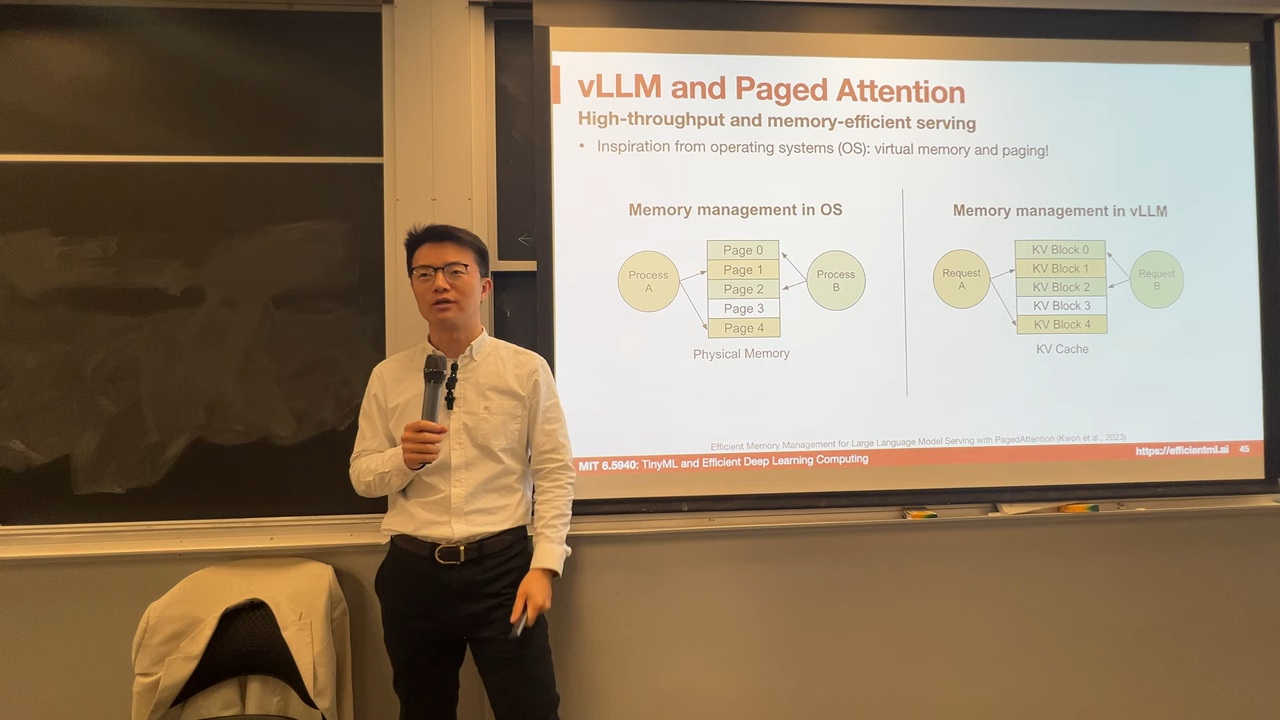 vLLM and Paged Attention
High-throughput and memory-efficient serving
• Inspiration from operating systems (OS): virtual memory and paging!
Memory management in OS
Process
A
Page 0
Page 1
Page 2
Page 3
Page 4
Process
B
Physical Memory
Memory management in vLLM
Request
A
KV Block 0
KV Block 1
KV Block 2
KV Block 3
KV Block 4
Request
B
KV Cache
Efficient Memory Management for Large Language Model Serving with PagedAttention (Kwon et al., 2023)
MIT 6.5940: TinyML and Efficient Deep Learning Computing
https://efficientml.ai 45